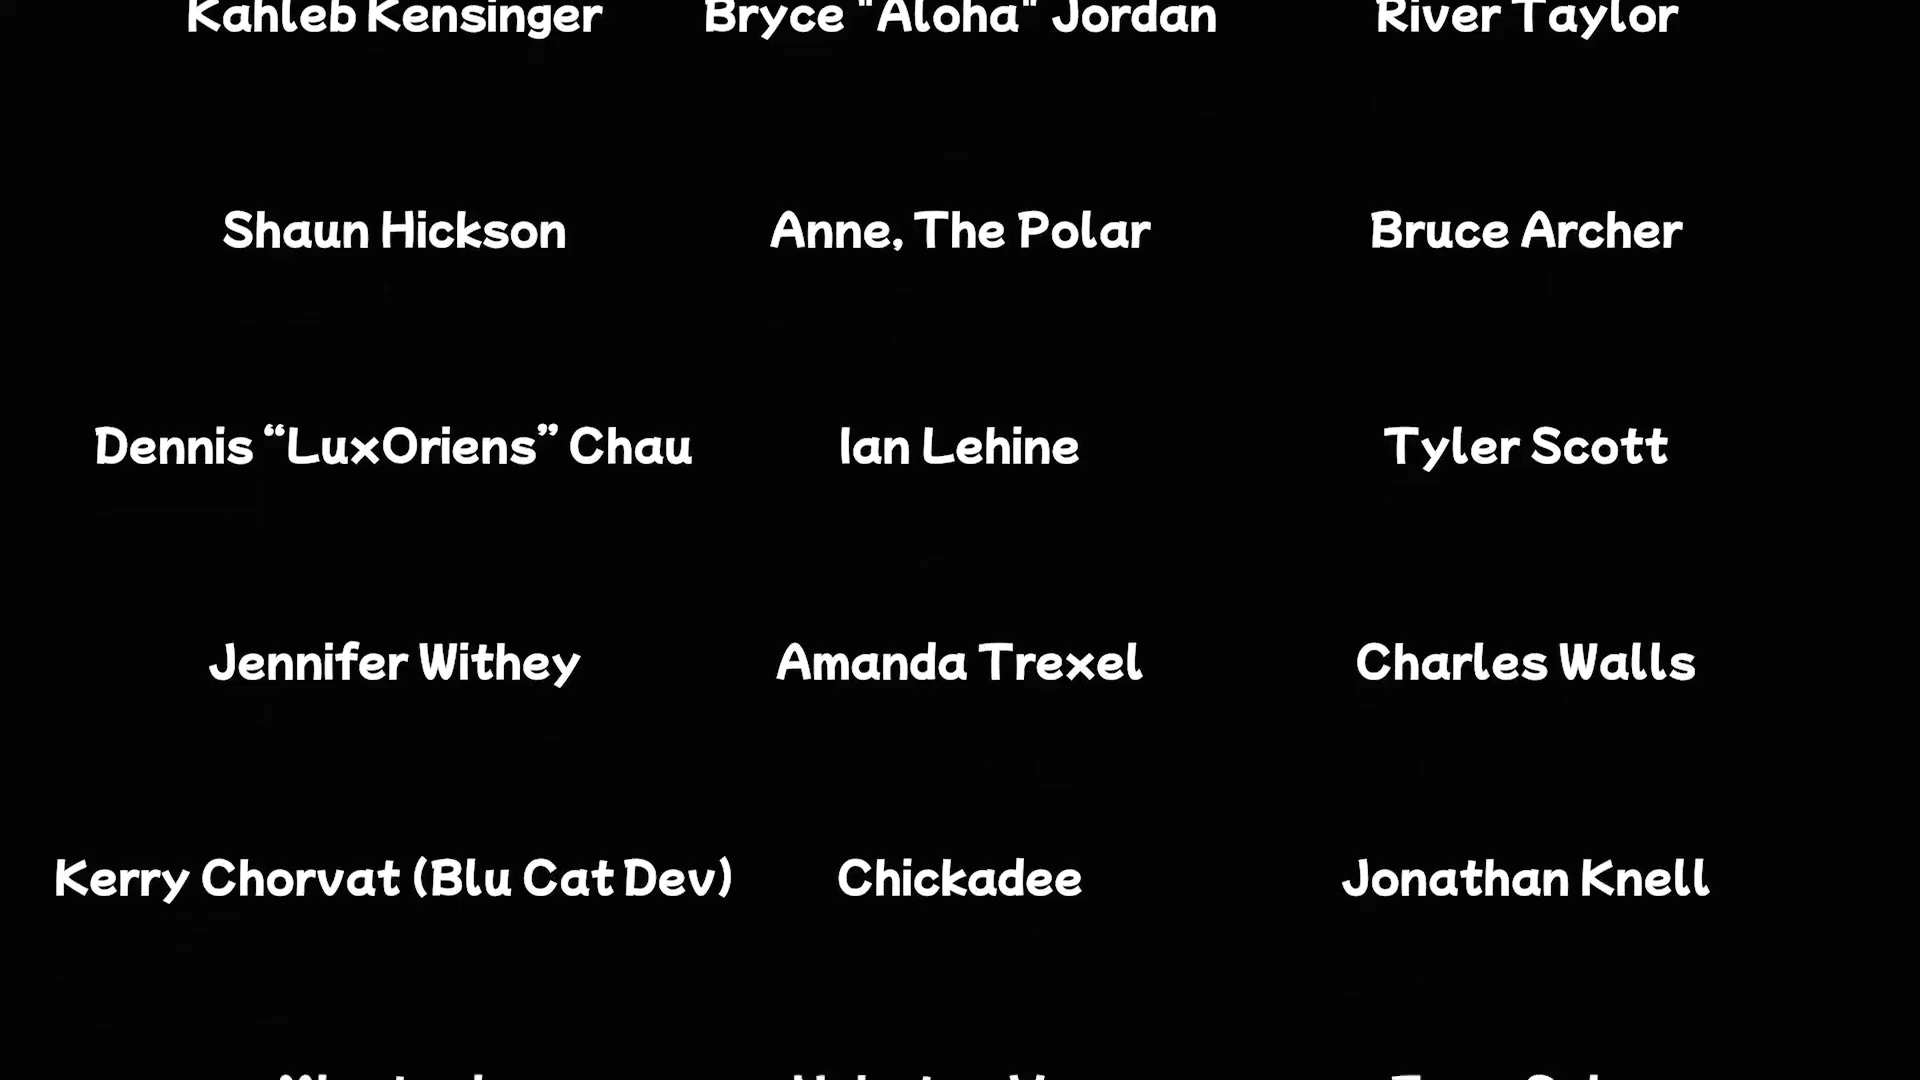 Kahleb Kensinger Bryce "Aloha" Jordan River Taylor
Shaun Hickson Anne, The Polar Bruce Archer
Dennis “LuxOriens” Chau Ian Lehine Tyler Scott
Jennifer Withey Amanda Trexel Charles Walls
Kerry Chorvat (Blu Cat Dev) Chickadee Jonathan Knell